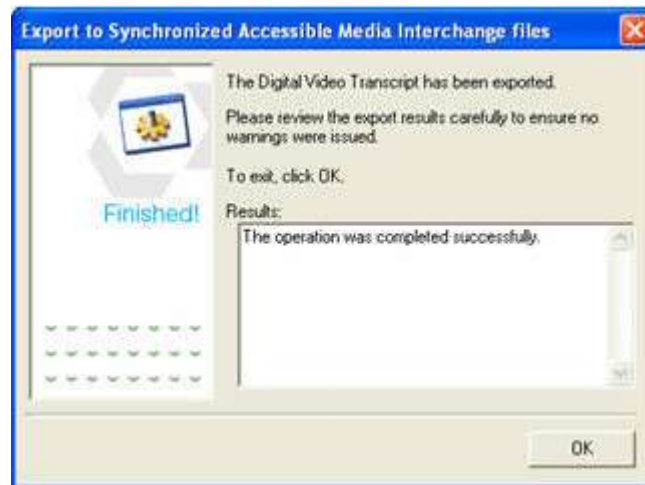 Export to Synchronized Accessible Media Interchange files
The Digital Video Transcript has been exported.
Please review the export results carefully to ensure no
warnings were issued.
To exit, click OK.
Finished!
Results:
The operation was completed successfully.
OK